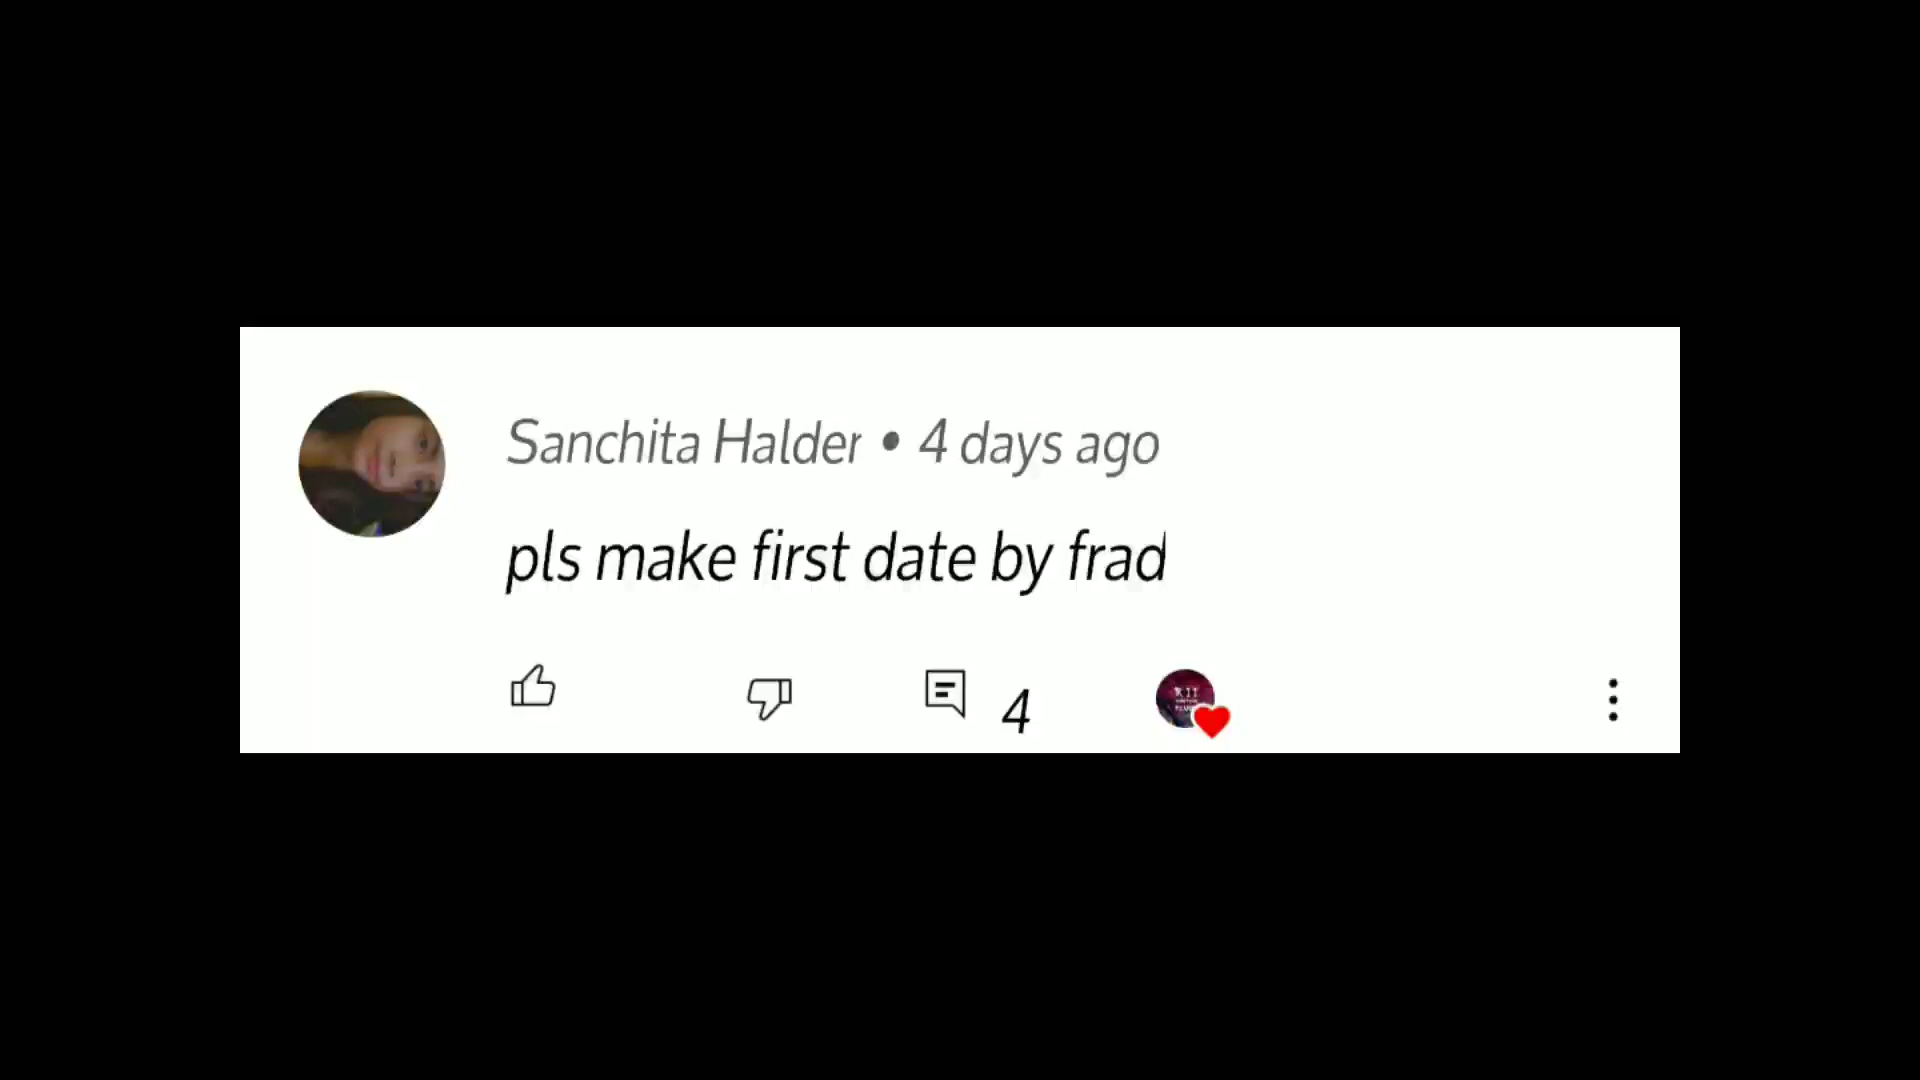 Sanchita Halder • 4 days ago
pls make first date by frad
4